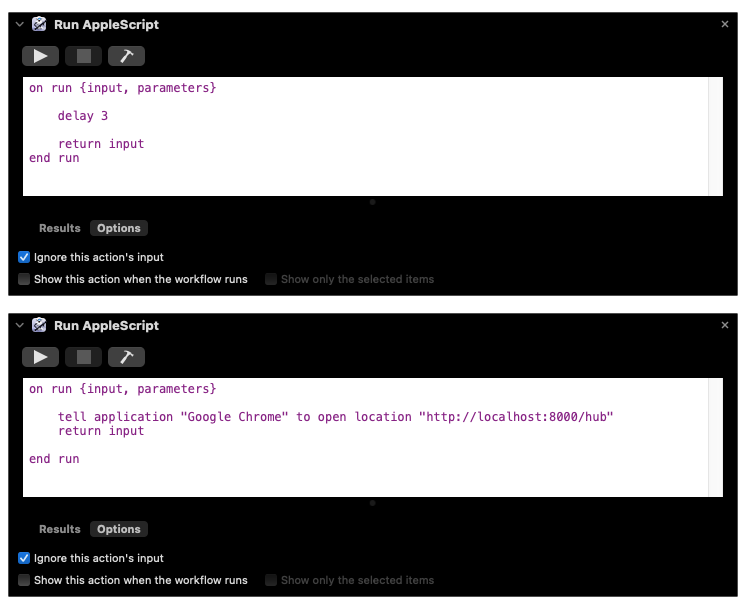 Run AppleScript
on run {input, parameters}
delay 3
return input
end run
Results Options
Ignore this action's input
Show this action when the workflow runs Show only the selected items
Run AppleScript
on run {input, parameters}
tell application "Google Chrome" to open location "http://localhost:8000/hub"
return input
end run
Results Options
Ignore this action's input
Show this action when the workflow runs Show only the selected items